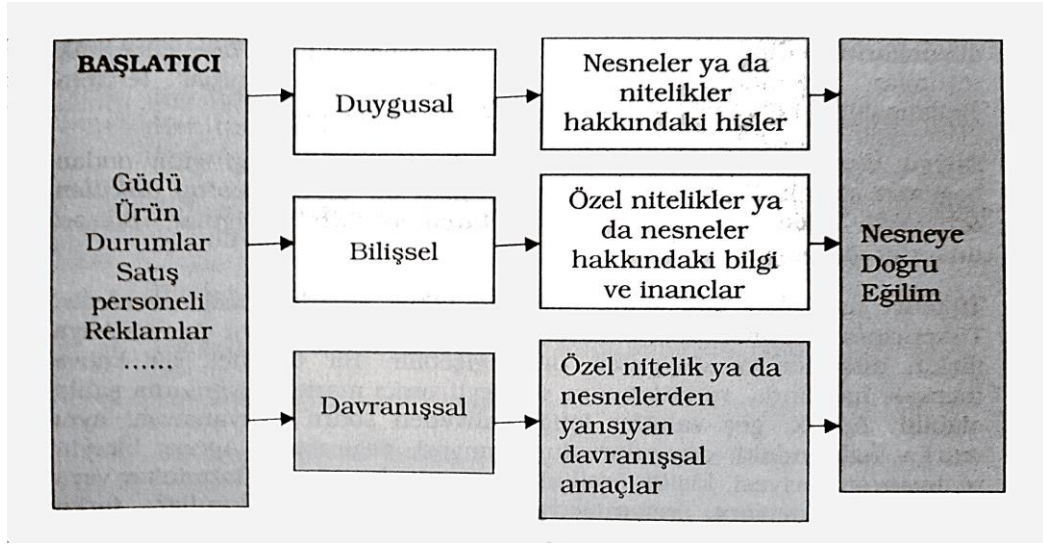 BAŞLATICI
Güdü
Ürün
Durumlar
Satış
personeli
Reklamlar
......
Duygusal
Nesneler ya da
nitelikler
hakkındaki hisler
Bilişsel
Özel nitelikler ya
da nesneler
hakkındaki bilgi
ve inançlar
Davranışsal
Özel nitelik ya da
nesnelerden
yansıyan
davranışsal
amaçlar
Nesneye
Doğru
Eğilim